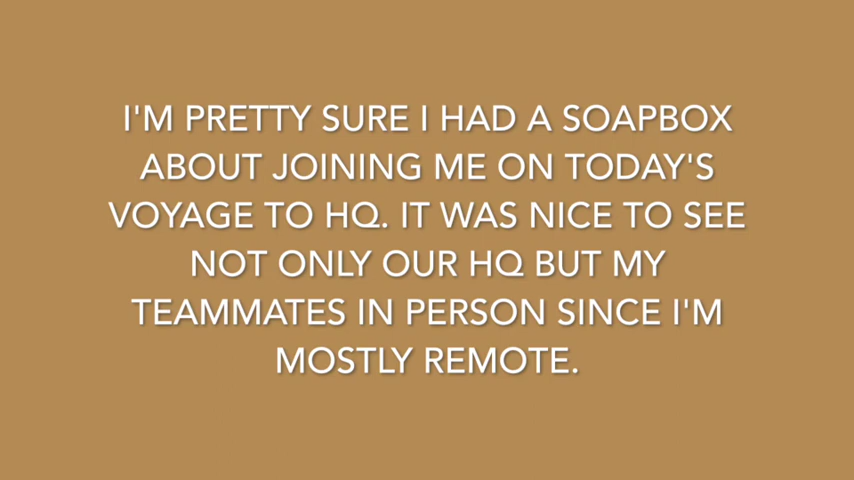 I'M PRETTY SURE I HAD A SOAPBOX
ABOUT JOINING ME ON TODAY'S
VOYAGE TO HQ. IT WAS NICE TO SEE
NOT ONLY OUR HQ BUT MY
TEAMMATES IN PERSON SINCE I'M
MOSTLY REMOTE.